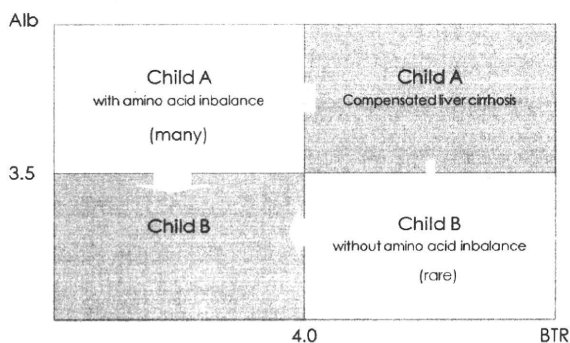 Alb
Child A
with amino acid inbalance
(many)
Child A
Compensated liver cirrhosis
3.5
Child B
Child B
without amino acid inbalance
(rare)
4.0
BTR